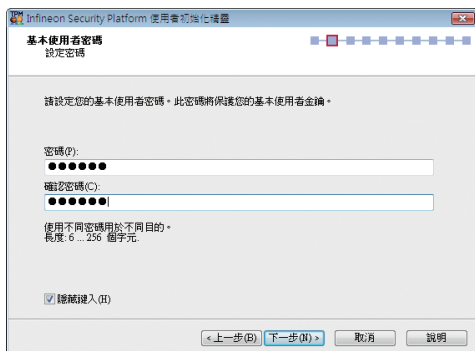 Infineon Security Platform 使用者初始化精靈
基本使用者密碼
設定密碼
請設定您的基本使用者密碼。此密碼將保護您的基本使用者金鑰。
密碼(P):
●●●●●●
確認密碼(C):
●●●●●●
使用不同密碼用於不同目的。
長度: 6 ... 256 個字元.
隱藏鍵入(H)
<上一步(B) 下一步(N)> 取消 說明